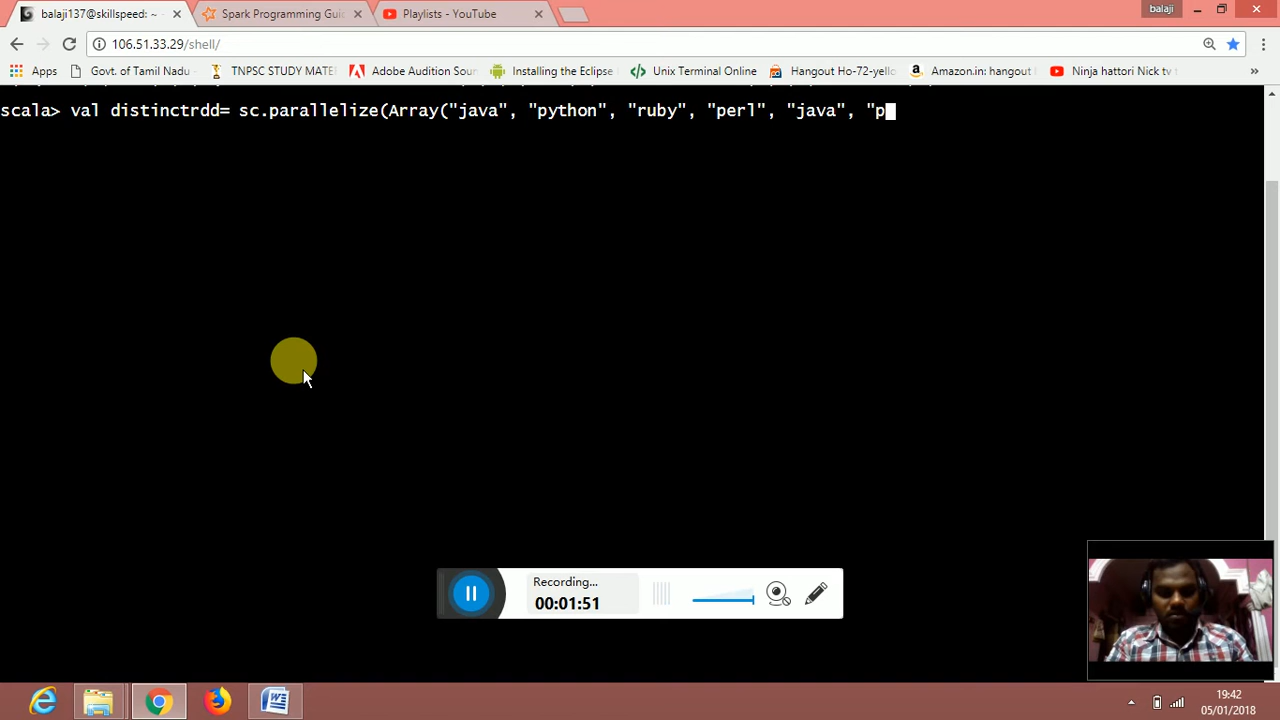 balaji137@skillspeed: ~
Spark Programming Gui
Playlists - YouTube
balaji
106.51.33.29/shell/
Apps
Govt. of Tamil Nadu -
TNPSC STUDY MATE
Adobe Audition Sour
Installing the Eclipse
Unix Terminal Online
Hangout Ho-72-yello
Amazon.in: hangout
Ninja hattori Nick tv
»
scala> val distinctrdd= sc.parallelize(Array("java", "python", "ruby", "perl", "java", "p
Recording...
00:01:51
19:42
05/01/2018